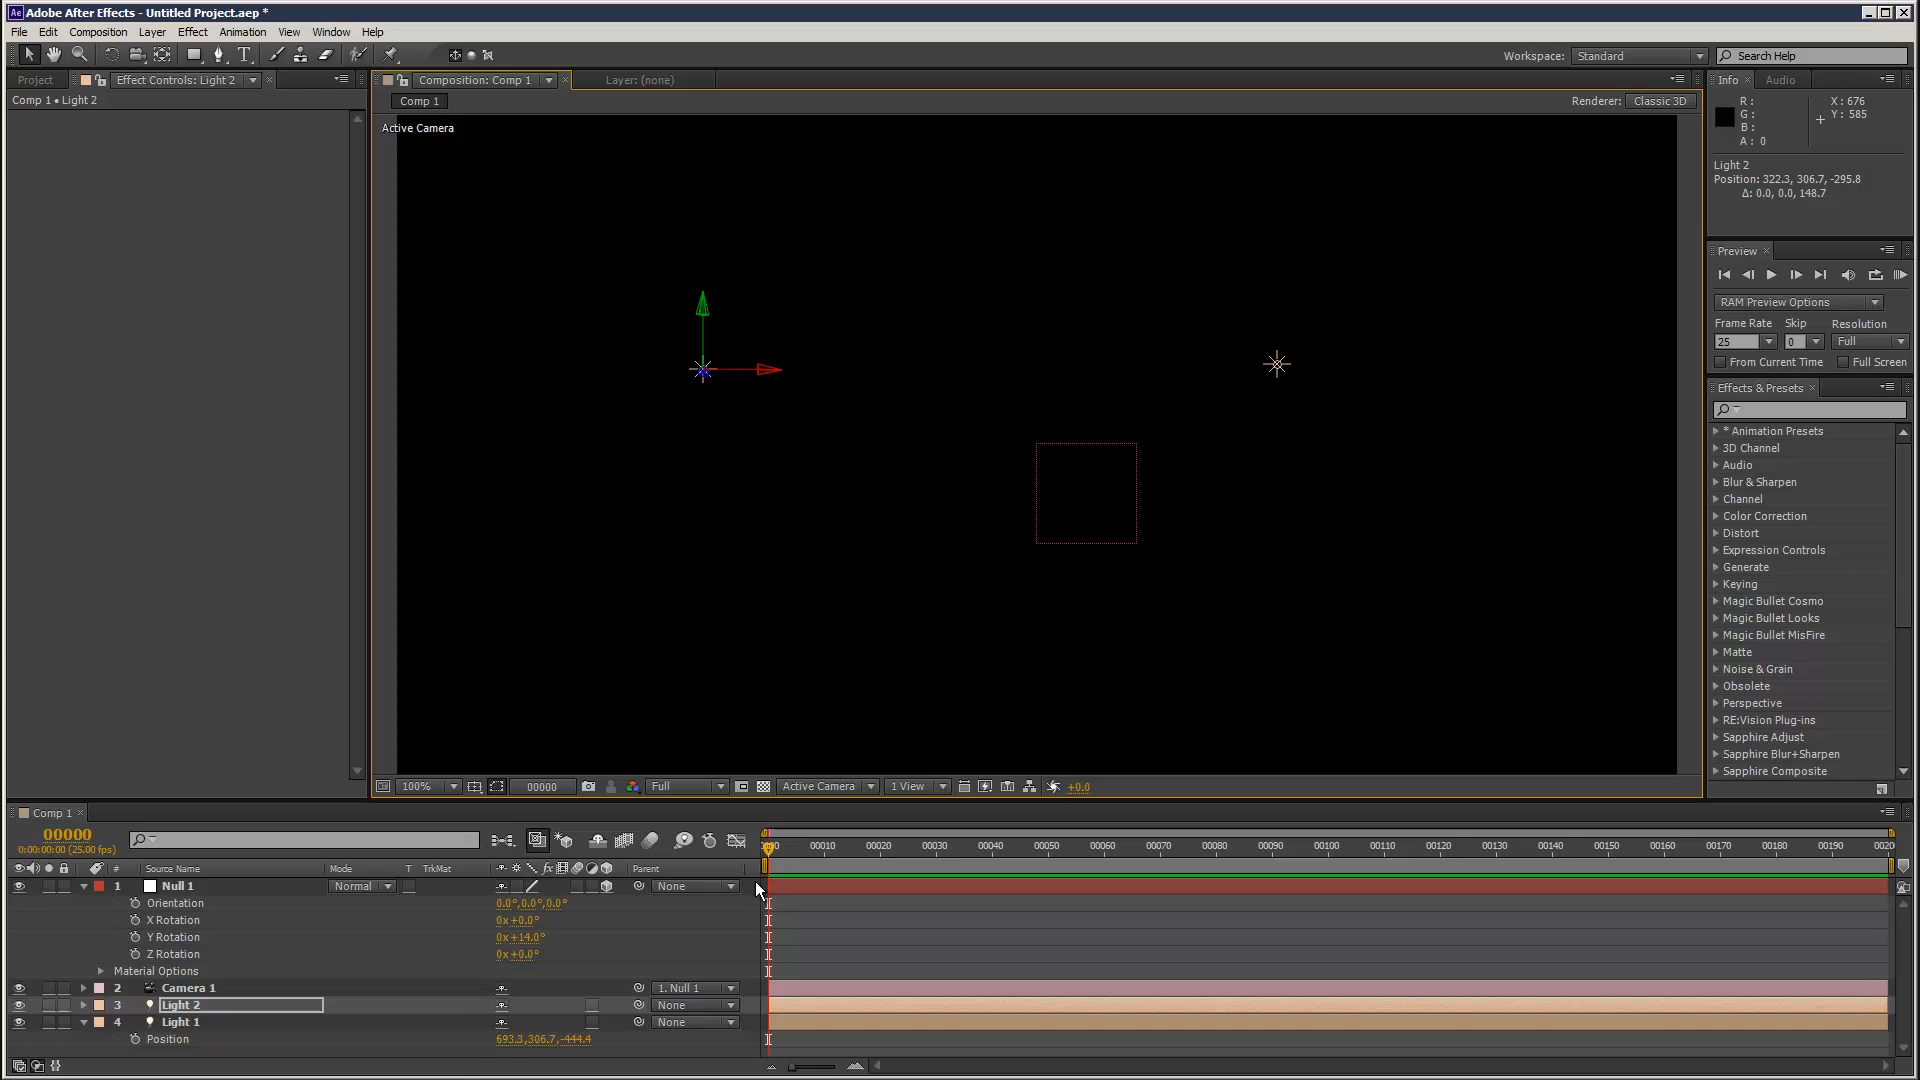 Adobe After Effects - Untitled Project.aep *
File Edit Composition Layer Effect Animation View Window Help
Workspace: Standard Search Help
Project Effect Controls: Light 2 Composition: Comp 1 Layer: (none) Info Audio
Comp 1 • Light 2
Comp 1
Renderer: Classic 3D
Active Camera
R :
G :
B :
A : 0
X : 676
Y : 585
Light 2
Position: 322.3, 306.7, -295.8
Δ: 0.0, 0.0, 148.7
Preview
RAM Preview Options
Frame Rate Skip Resolution
25 0 Full
From Current Time Full Screen
Effects & Presets
* Animation Presets
3D Channel
Audio
Blur & Sharpen
Channel
Color Correction
Distort
Expression Controls
Generate
Keying
Magic Bullet Cosmo
Magic Bullet Looks
Magic Bullet MisFire
Matte
Noise & Grain
Obsolete
Perspective
RE:Vision Plug-ins
Sapphire Adjust
Sapphire Blur+Sharpen
Sapphire Composite
100% 00000 Full Active Camera 1 View +0.0
Comp 1
00000
0:00:00:00 (25.00 fps)
00010 00020 00030 00040 00050 00060 00070 00080 00090 00100 00110 00120 00130 00140 00150 00160 00170 00180 00190
# Source Name Mode T TrkMat Parent
1 Null 1 Normal None
Orientation 0.0°,0.0°,0.0°
X Rotation 0x+0.0°
Y Rotation 0x+14.0°
Z Rotation 0x+0.0°
Material Options
2 Camera 1 1. Null 1
3 Light 2 None
4 Light 1 None
Position 693.3,306.7,-444.4